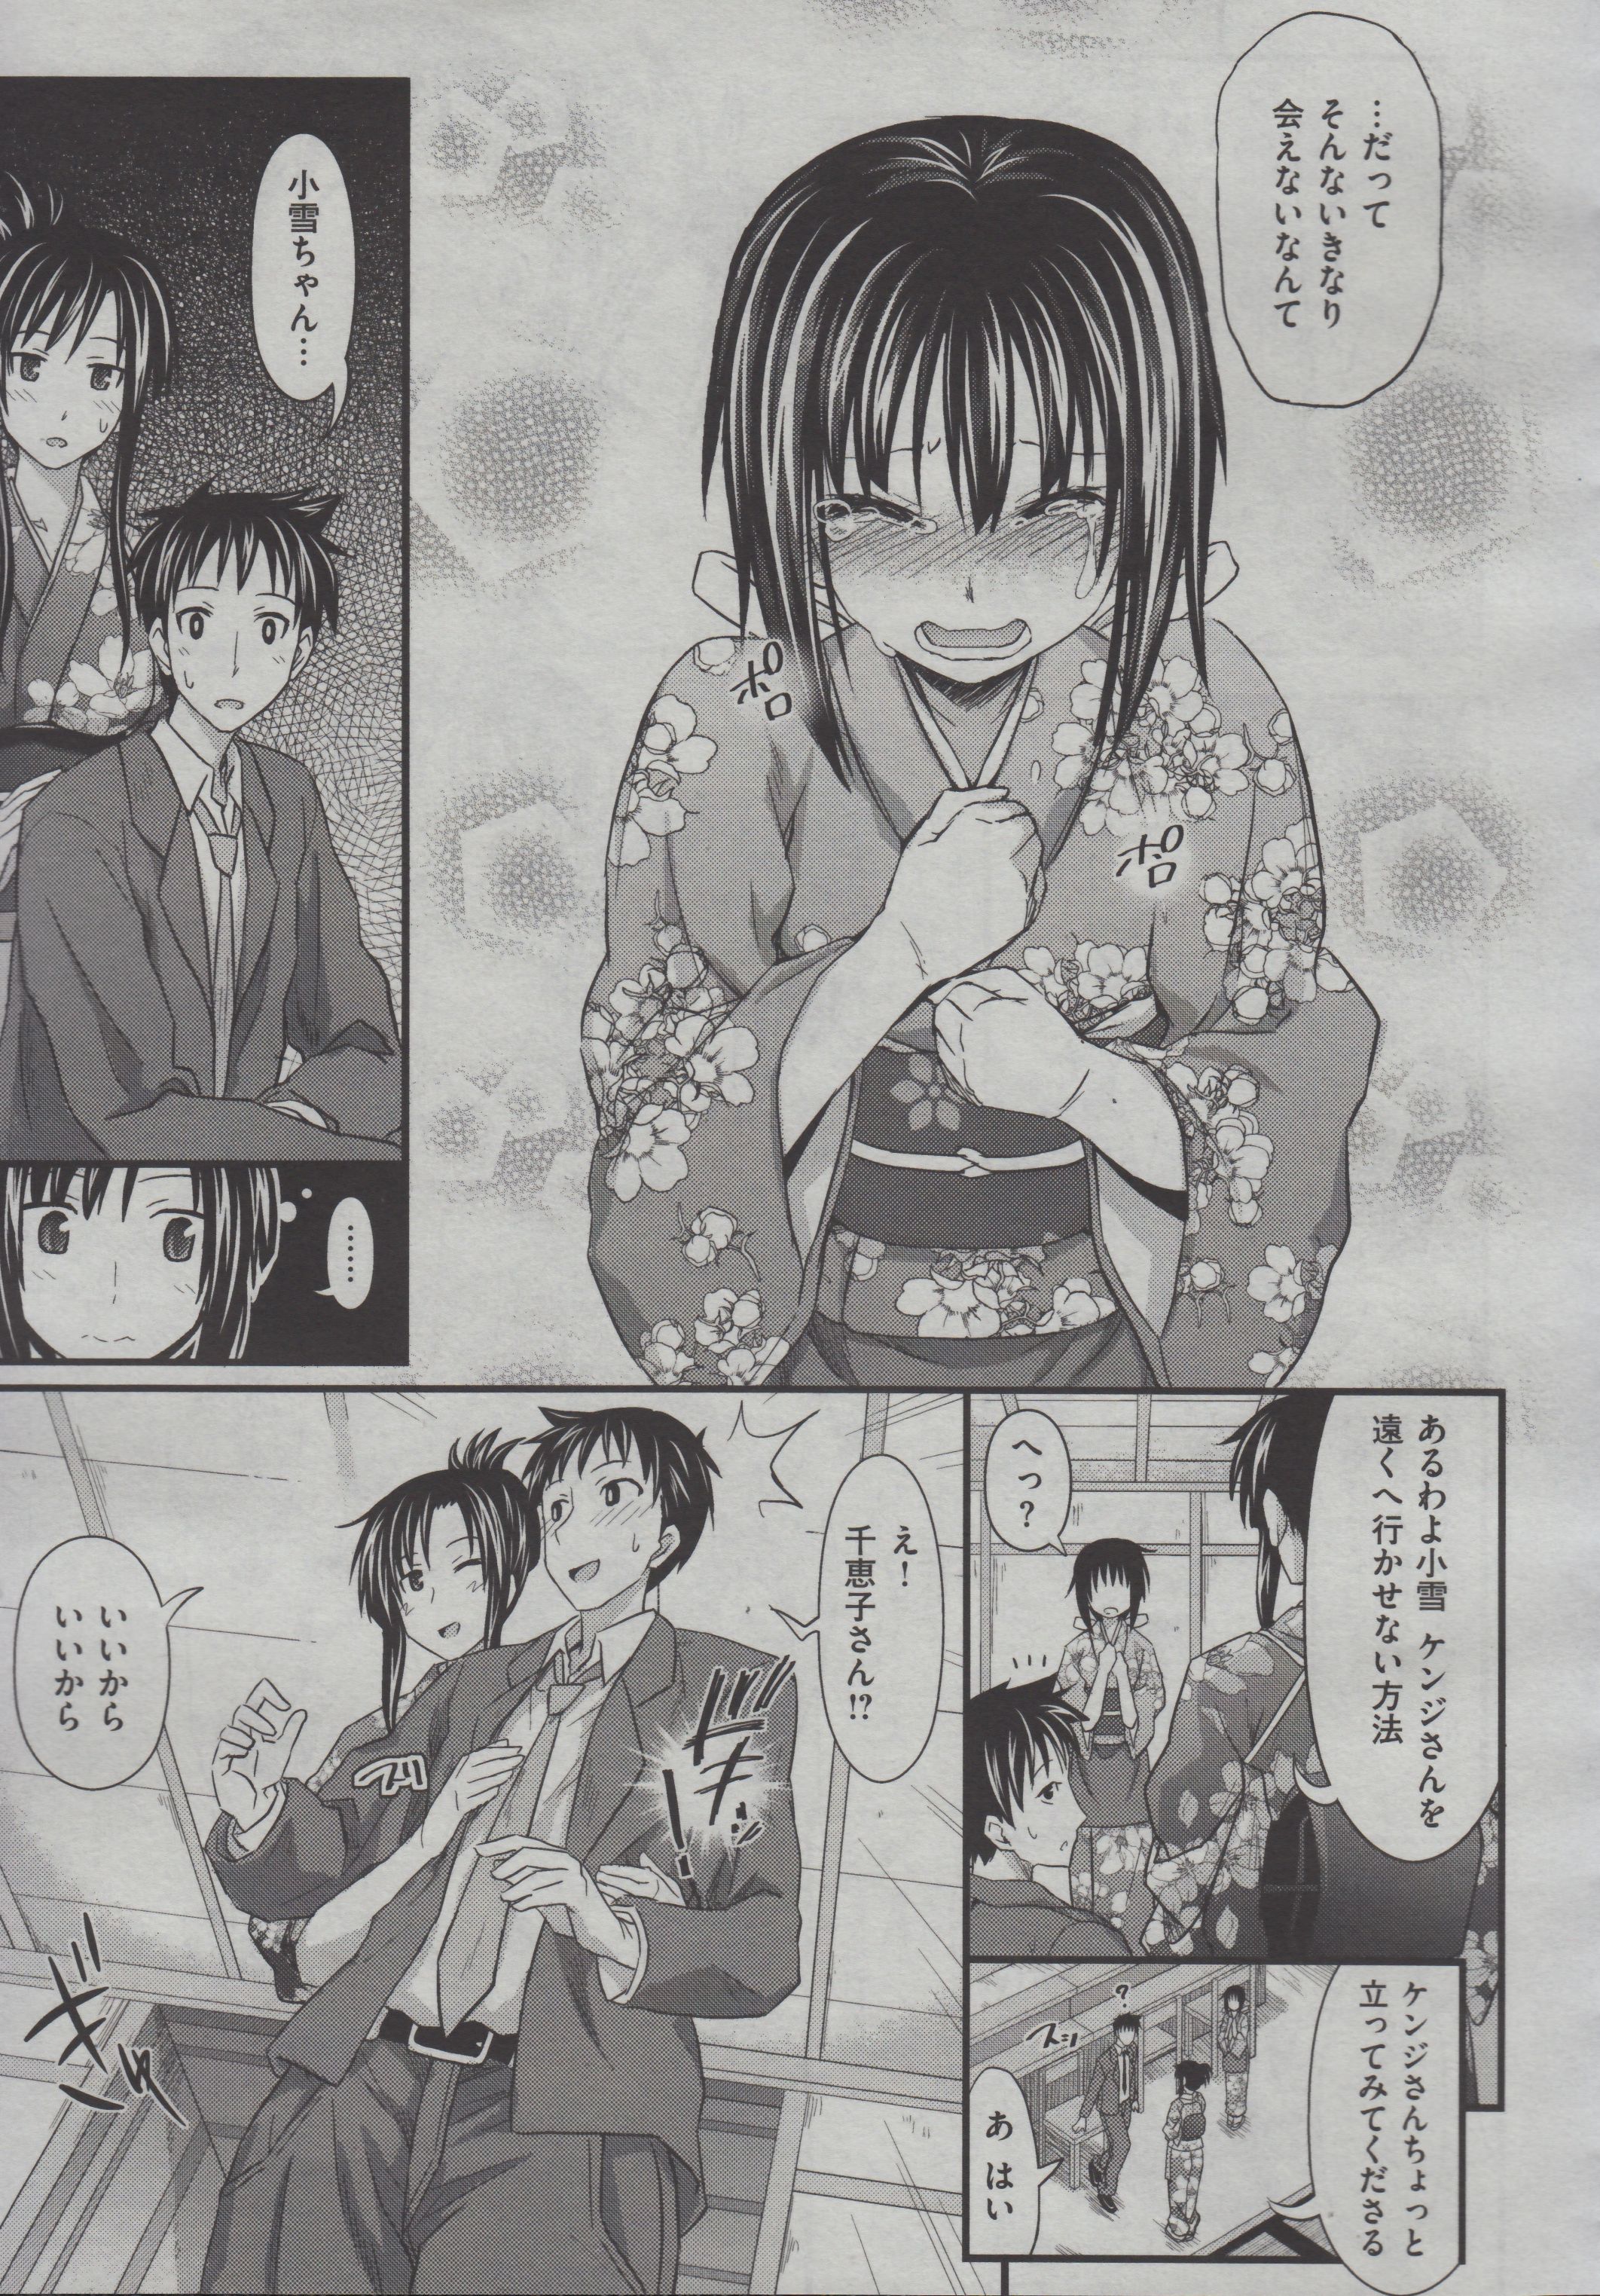 …だって
そんないきなり
会えないなんて
ポロ
ポロ
小雪ちゃん…
……
あるわよ小雪 ケンジさんを
遠くへ行かせない方法
へっ？
ケンジさんちょっと
立ってみてくださる
？
あ はい
え！
千恵子さん!?
いいから
いいから
ギュ